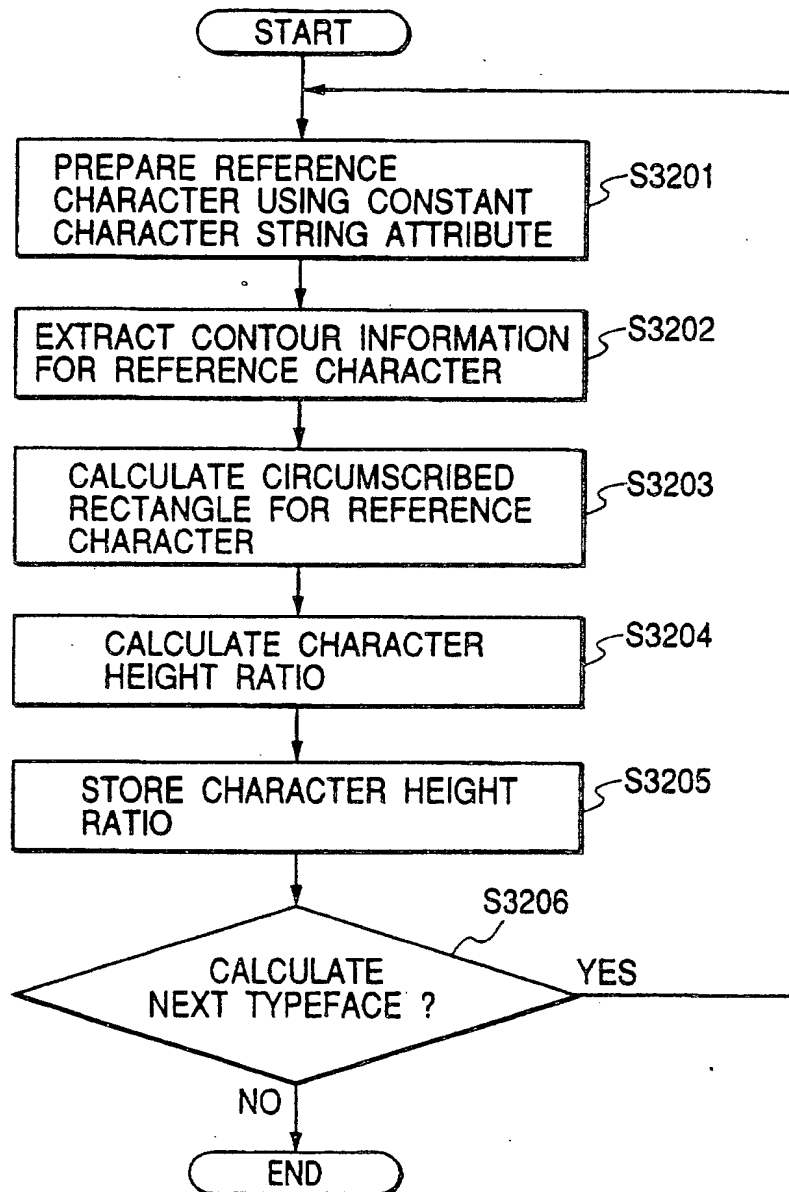 START
PREPARE REFERENCE
CHARACTER USING CONSTANT
CHARACTER STRING ATTRIBUTE
S3201
EXTRACT CONTOUR INFORMATION
FOR REFERENCE CHARACTER
S3202
CALCULATE CIRCUMSCRIBED
RECTANGLE FOR REFERENCE
CHARACTER
S3203
CALCULATE CHARACTER
HEIGHT RATIO
S3204
STORE CHARACTER HEIGHT
RATIO
S3205
S3206
CALCULATE
NEXT TYPEFACE ?
YES
NO
END